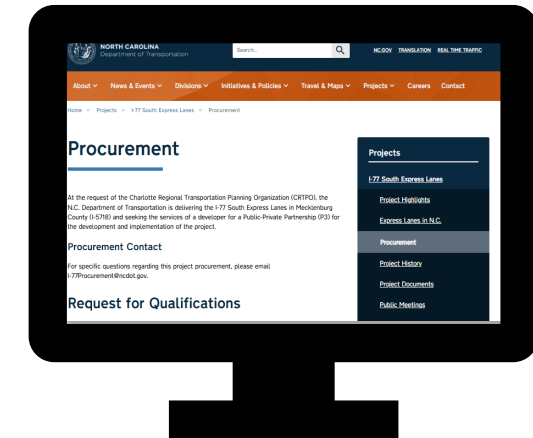 NORTH CAROLINA
Department of Transportation
Search...
NC.GOV TRANSLATION REAL TIME TRAFFIC
About News & Events Divisions Initiatives & Policies Travel & Maps Projects Careers Contact
Home > Projects > I-77 South Express Lanes > Procurement
Procurement
At the request of the Charlotte Regional Transportation Planning Organization (CRTPO), the
N.C. Department of Transportation is delivering the I-77 South Express Lanes in Mecklenburg
County (I-5718) and seeking the services of a developer for a Public-Private Partnership (P3) for
the development and implementation of the project.
Procurement Contact
For specific questions regarding this project procurement, please email
I-77Procurement@ncdot.gov.
Request for Qualifications
Projects
I-77 South Express Lanes
Project Highlights
Express Lanes in N.C.
Procurement
Project History
Project Documents
Public Meetings